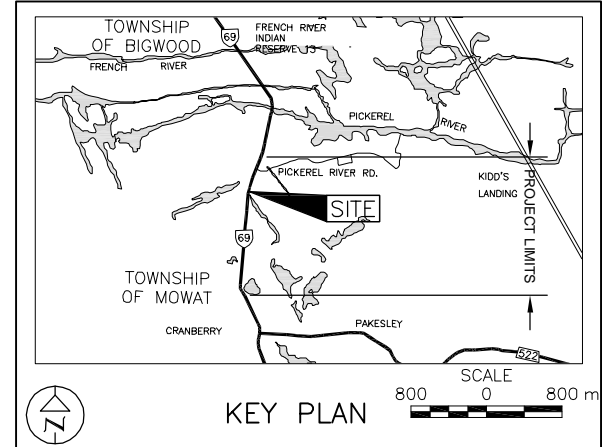 TOWNSHIP
OF BIGWOOD
69
FRENCH RIVER
INDIAN
RESERVE 13
FRENCH RIVER
PICKEREL RIVER
PICKEREL RIVER RD.
KIDD'S
LANDING
PROJECT LIMITS
SITE
69
TOWNSHIP
OF MOWAT
CRANBERRY
PAKESLEY
522
N
KEY PLAN
SCALE
800 0 800 m